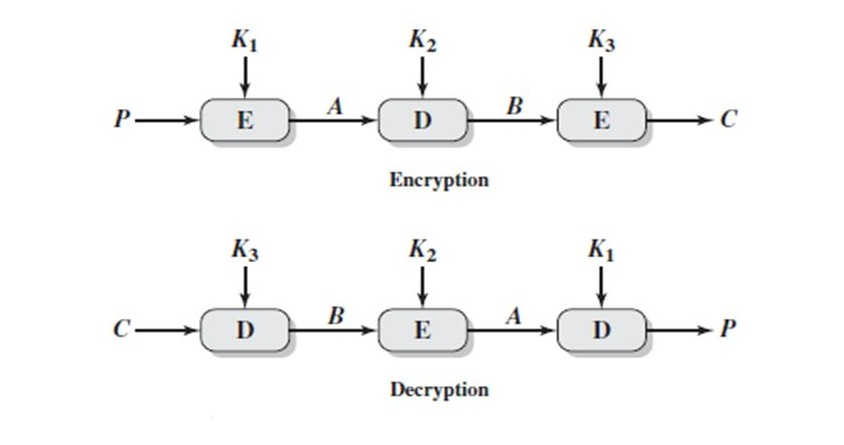 K₁ K₂ K₃
P E A D B E C
Encryption
K₃ K₂ K₁
C D B E A D P
Decryption